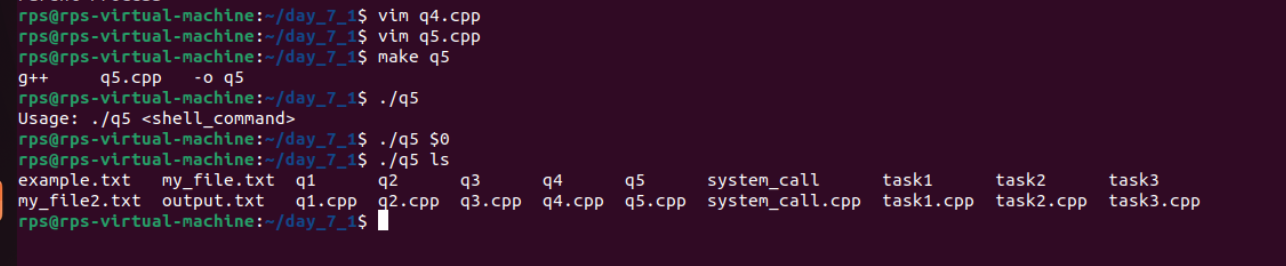 rps@rps-virtual-machine:~/day_7_1$ vim q4.cpp
rps@rps-virtual-machine:~/day_7_1$ vim q5.cpp
rps@rps-virtual-machine:~/day_7_1$ make q5
g++     q5.cpp   -o q5
rps@rps-virtual-machine:~/day_7_1$ ./q5
Usage: ./q5 <shell_command>
rps@rps-virtual-machine:~/day_7_1$ ./q5 $0
rps@rps-virtual-machine:~/day_7_1$ ./q5 ls
example.txt   my_file.txt  q1      q2      q3      q4      q5      system_call      task1      task2      task3
my_file2.txt  output.txt   q1.cpp  q2.cpp  q3.cpp  q4.cpp  q5.cpp  system_call.cpp  task1.cpp  task2.cpp  task3.cpp
rps@rps-virtual-machine:~/day_7_1$